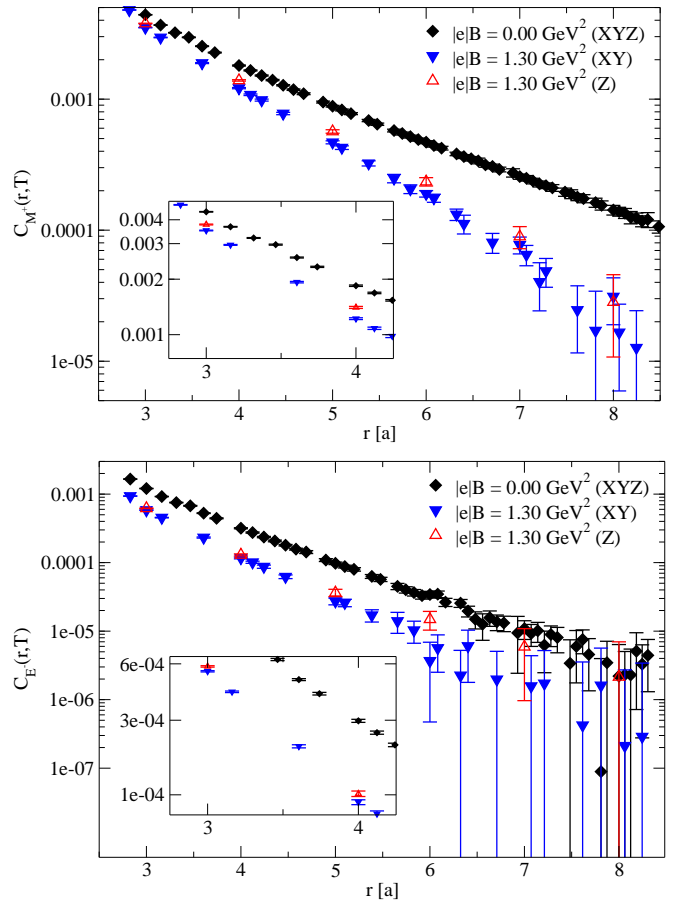 |e|B = 0.00 GeV² (XYZ)
|e|B = 1.30 GeV² (XY)
|e|B = 1.30 GeV² (Z)
0.001
0.0001
1e-05
C_M⁺(r,T)
0.004
0.003
0.002
0.001
3 4
3 4 5 6 7 8
r [a]
|e|B = 0.00 GeV² (XYZ)
|e|B = 1.30 GeV² (XY)
|e|B = 1.30 GeV² (Z)
0.001
0.0001
1e-05
1e-06
1e-07
C_E⁻(r,T)
6e-04
3e-04
1e-04
3 4
3 4 5 6 7 8
r [a]